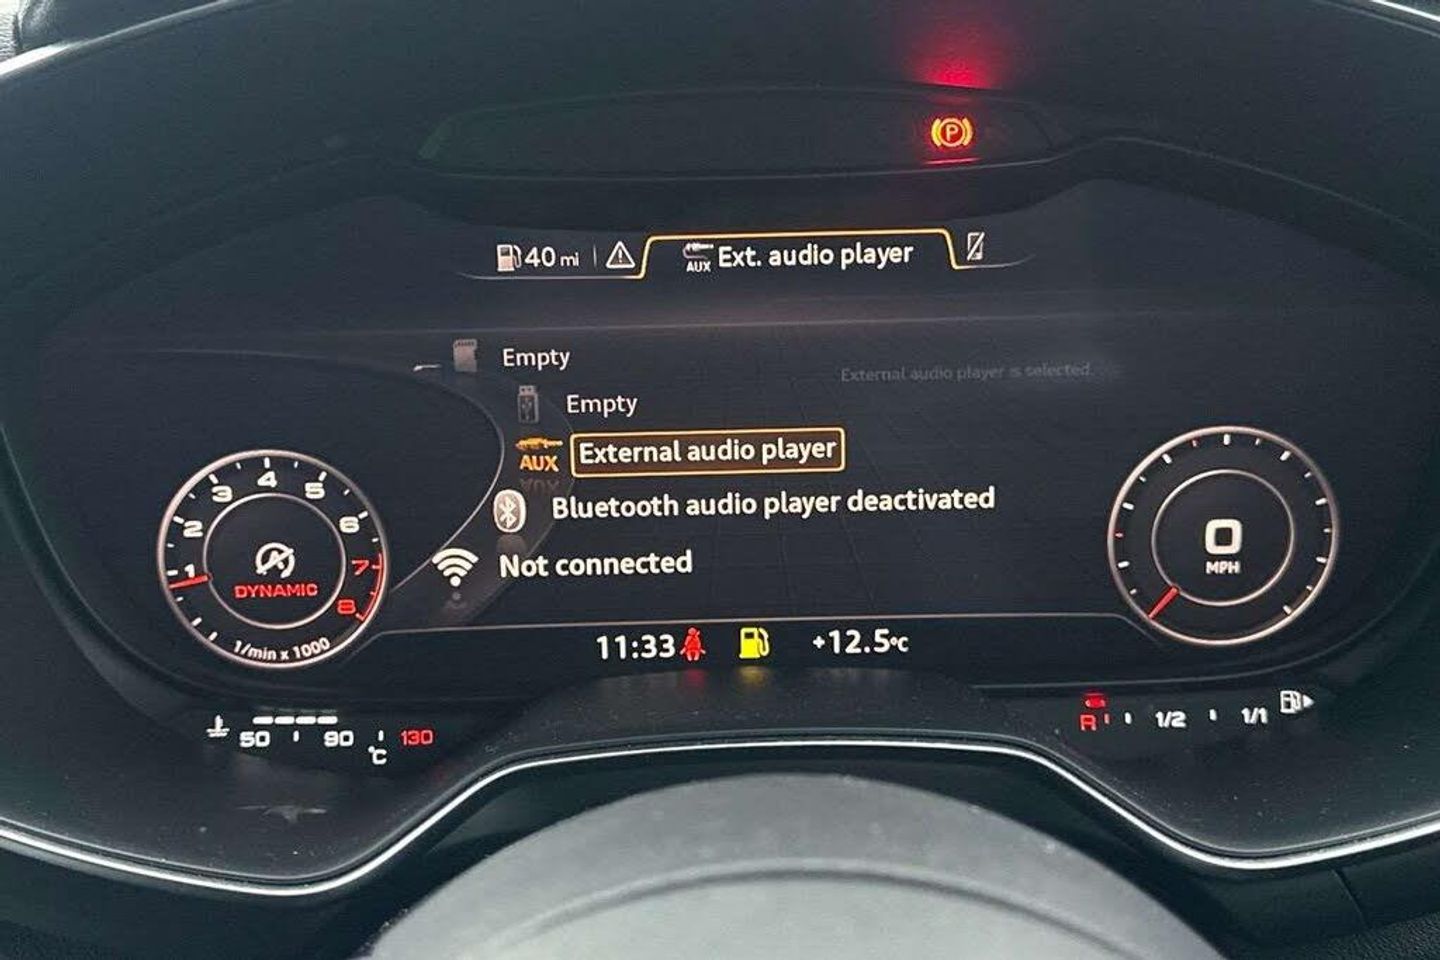 P
40 mi
AUX Ext. audio player
Empty
External audio player is selected.
Empty
AUX External audio player
Bluetooth audio player deactivated
Not connected
1 2 3 4 5 6 7 8
A
DYNAMIC
1/min x 1000
0
MPH
11:33 +12.5°C
50 90 130
°C
R 1/2 1/1